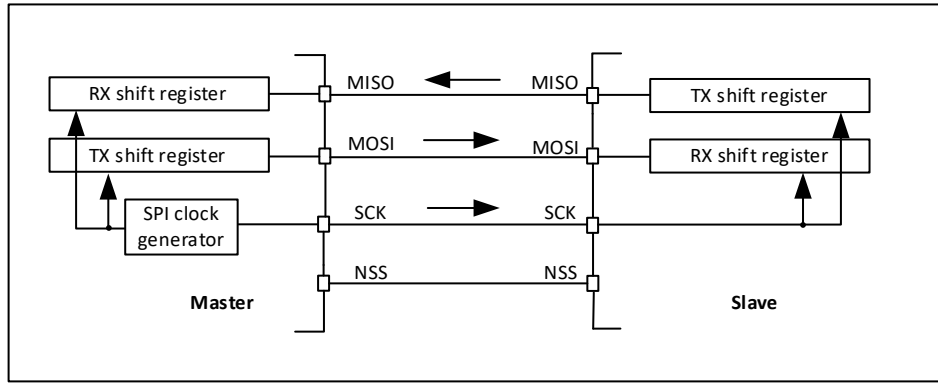 RX shift register
MISO
MISO
TX shift register
TX shift register
MOSI
MOSI
RX shift register
SPI clock
generator
SCK
SCK
NSS
NSS
Master
Slave